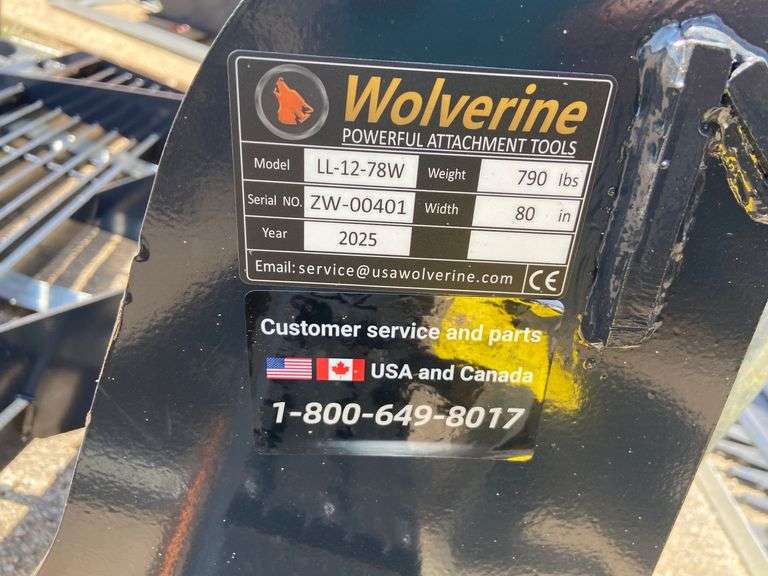 Wolverine
POWERFUL ATTACHMENT TOOLS
Model LL-12-78W Weight 790 lbs
Serial NO. ZW-00401 Width 80 in
Year 2025
Email: service@usawolverine.com CE
Customer service and parts
USA and Canada
1-800-649-8017